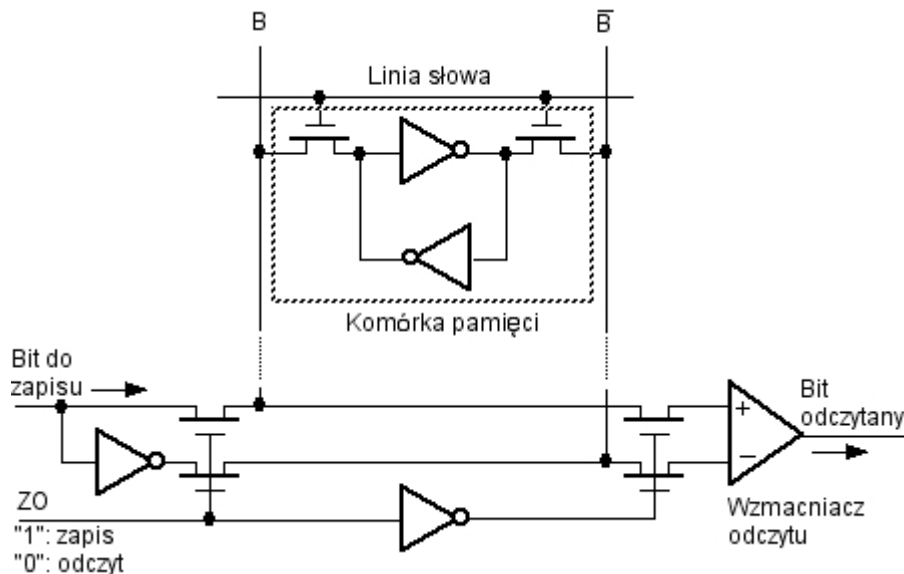 B
B̅
Linia słowa
Komórka pamięci
Bit do
zapisu
Bit
odczytany
+
–
ZO
"1": zapis
"0": odczyt
Wzmacniacz
odczytu